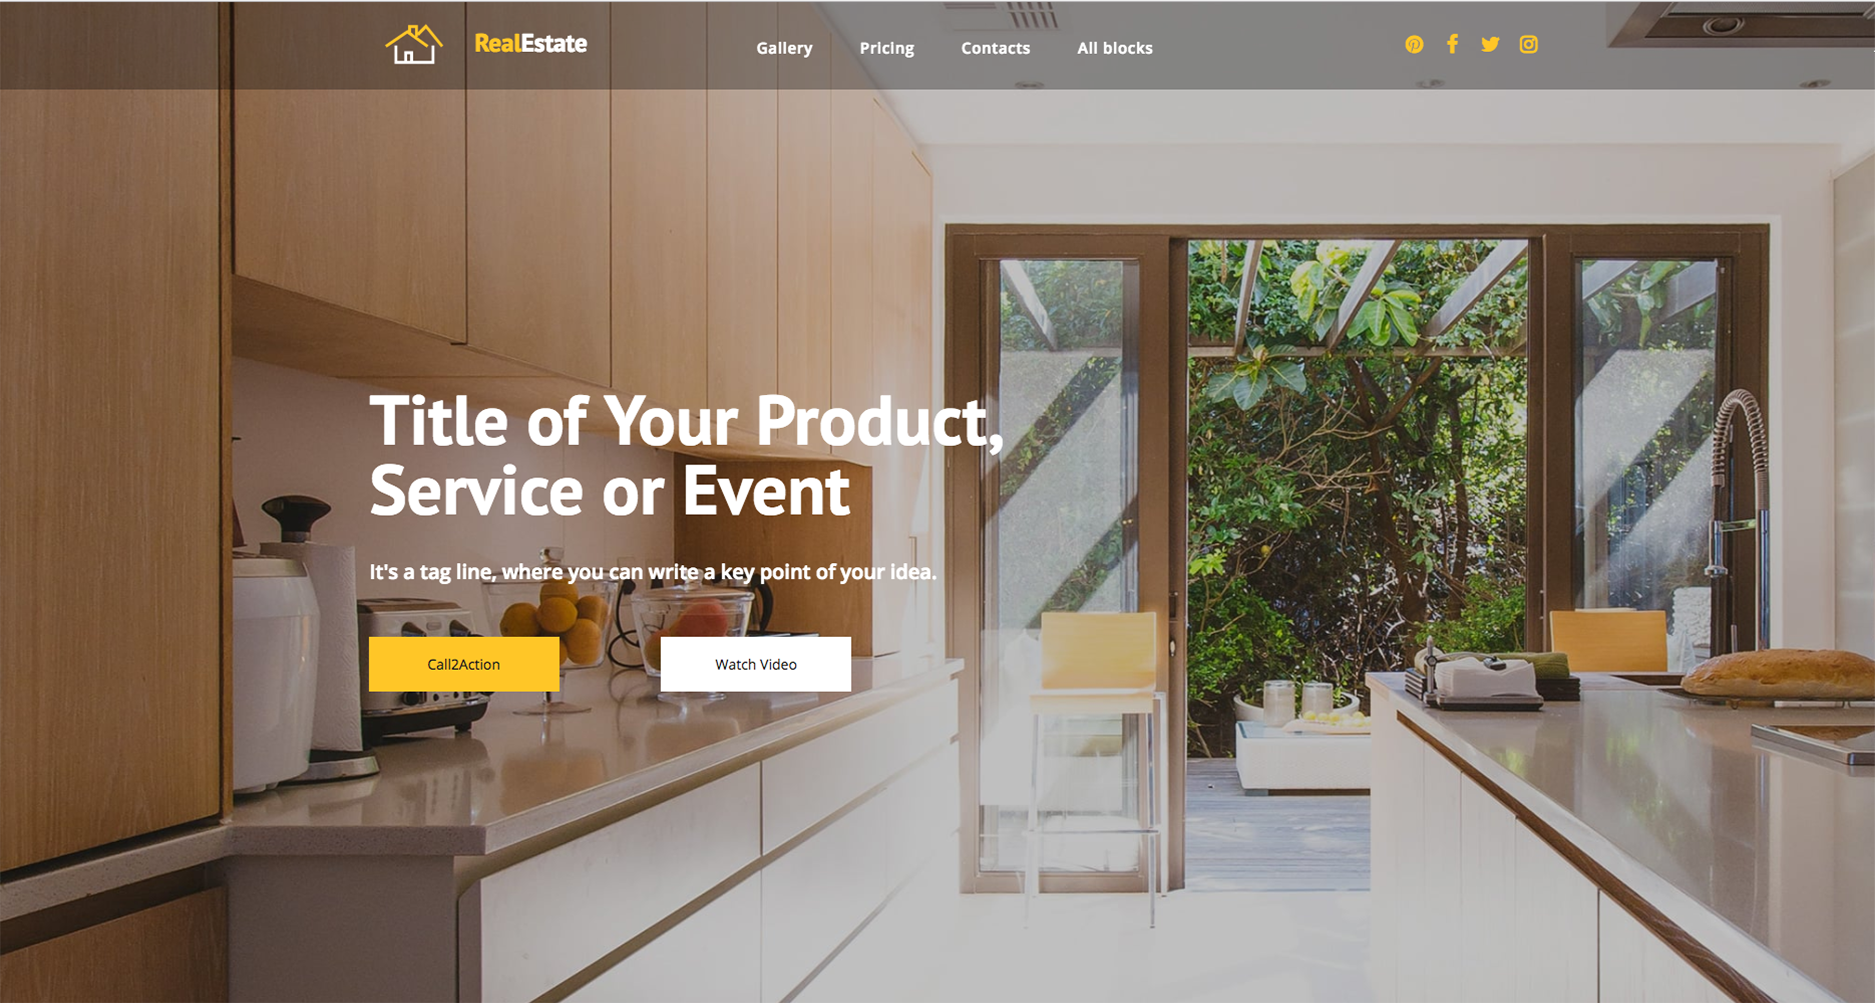 RealEstate
Gallery
Pricing
Contacts
All blocks
Title of Your Product,
Service or Event
It's a tag line, where you can write a key point of your idea.
Call2Action
Watch Video